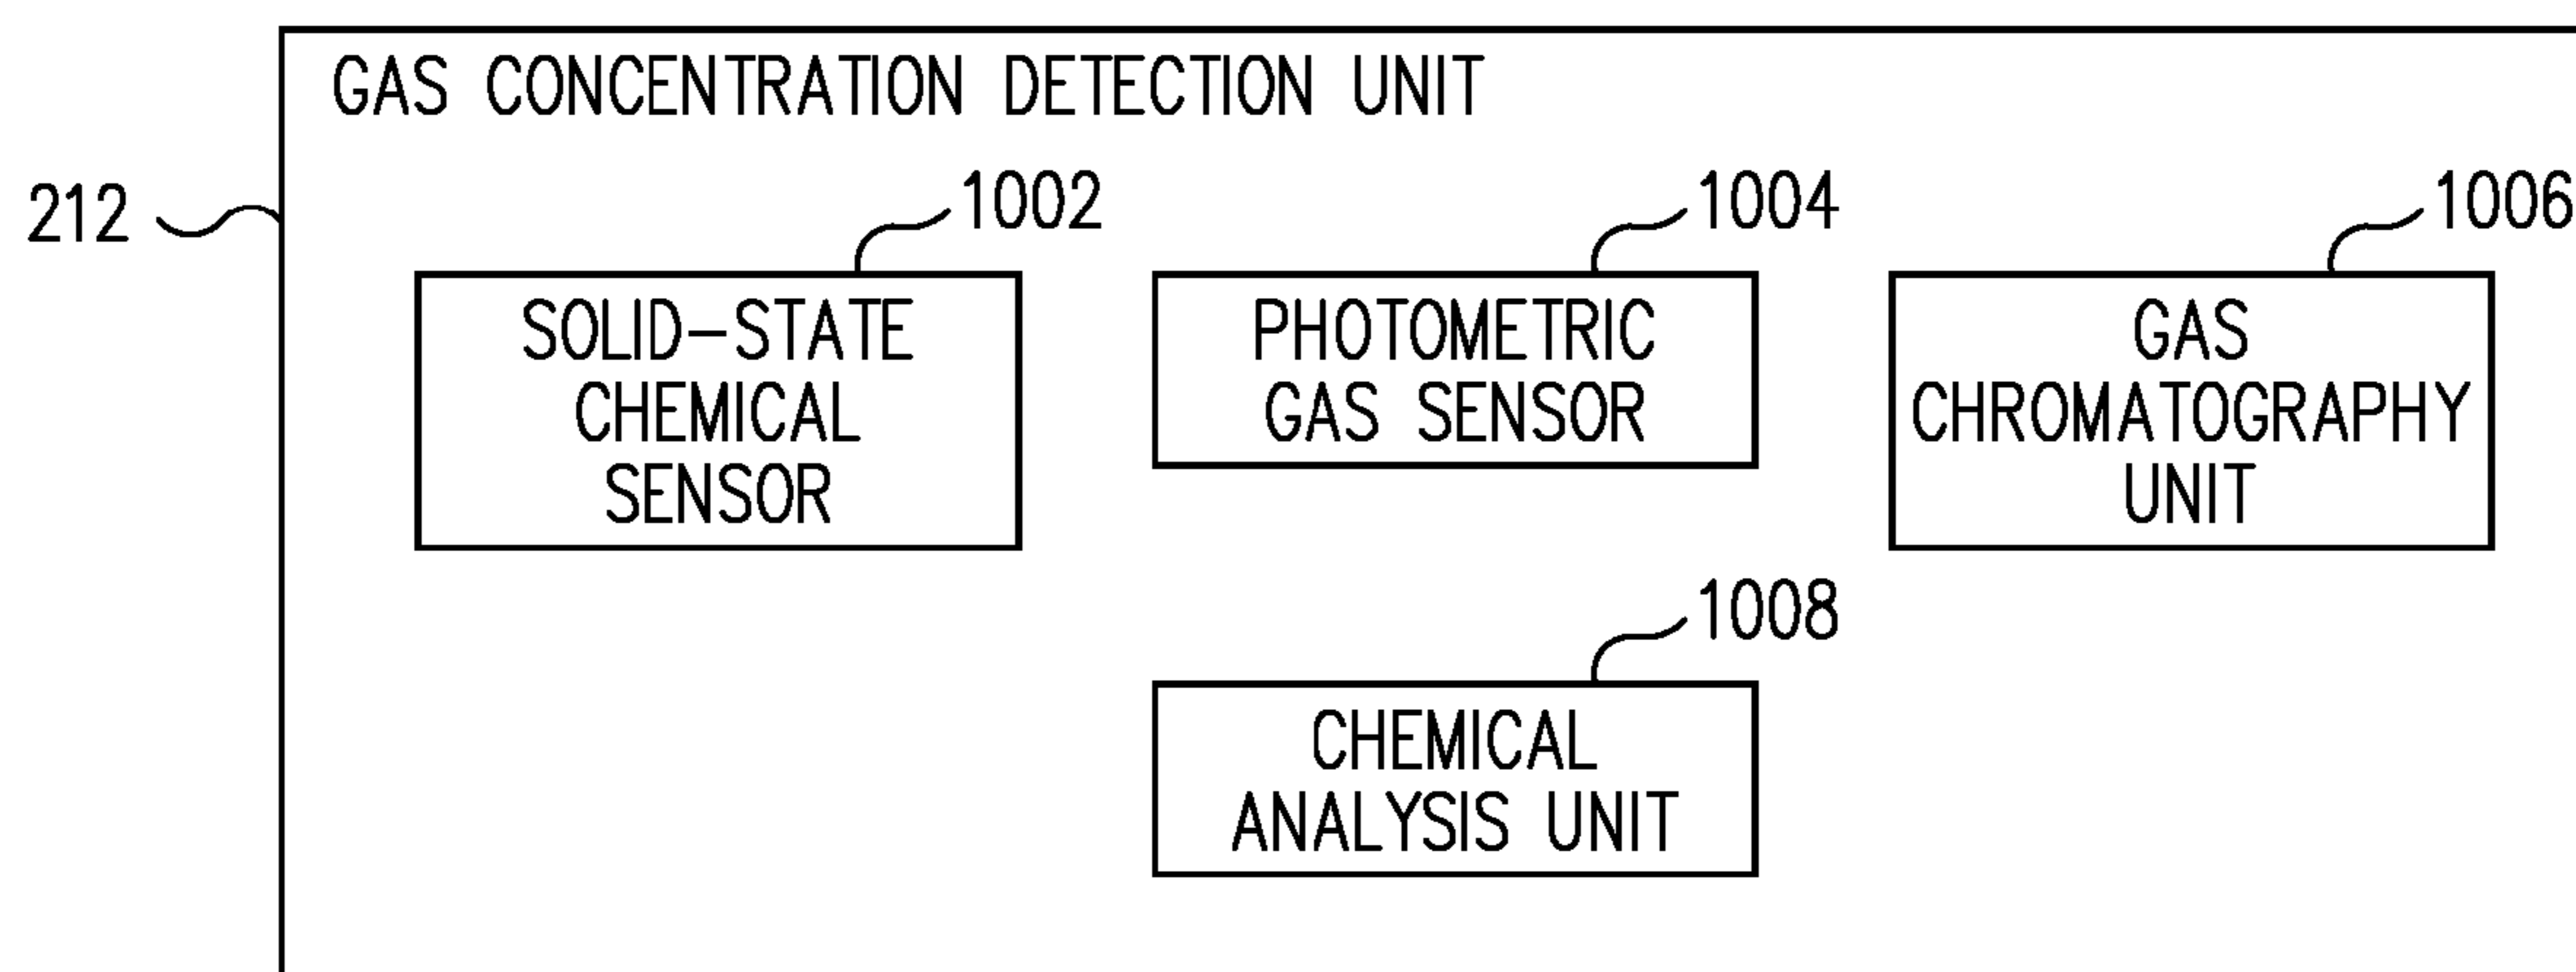 GAS CONCENTRATION DETECTION UNIT
212
1002
1004
1006
SOLID-STATE
CHEMICAL
SENSOR
PHOTOMETRIC
GAS SENSOR
GAS
CHROMATOGRAPHY
UNIT
1008
CHEMICAL
ANALYSIS UNIT